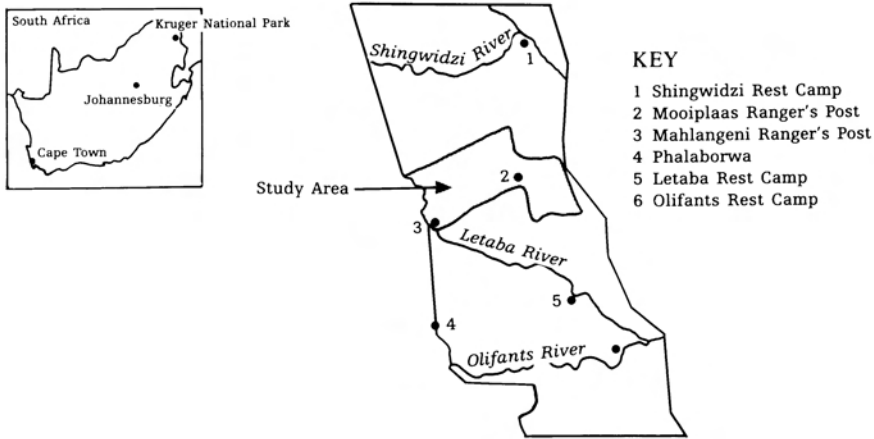 South Africa
Kruger National Park
Johannesburg
Cape Town
Shingwidzi River
1
2
Study Area
3
Letaba River
5
4
Olifants River
KEY
1 Shingwidzi Rest Camp
2 Mooiplaas Ranger's Post
3 Mahlangeni Ranger's Post
4 Phalaborwa
5 Letaba Rest Camp
6 Olifants Rest Camp